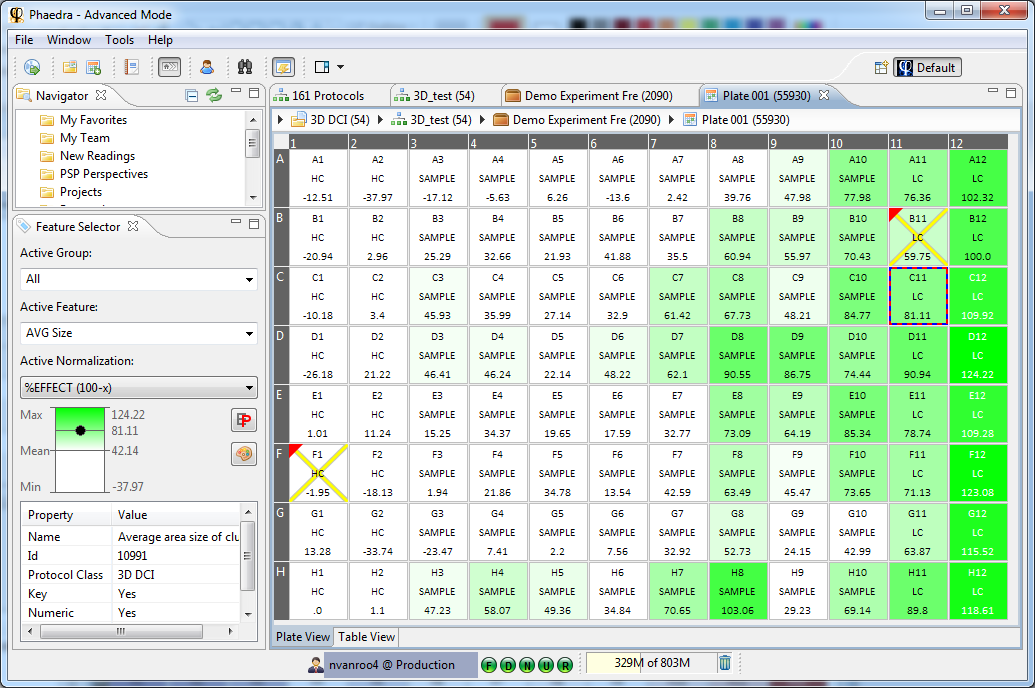 Phaedra - Advanced Mode
File Window Tools Help
Default
Navigator
My Favorites
My Team
New Readings
PSP Perspectives
Projects
Feature Selector
Active Group:
All
Active Feature:
AVG Size
Active Normalization:
%EFFECT (100-x)
Max 124.22
81.11
Mean 42.14
Min -37.97
Property Value
Name Average area size of clu
Id 10991
Protocol Class 3D DCI
Key Yes
Numeric Yes
161 Protocols 3D_test (54) Demo Experiment Fre (2090) Plate 001 (55930)
3D DCI (54) 3D_test (54) Demo Experiment Fre (2090) Plate 001 (55930)
1 2 3 4 5 6 7 8 9 10 11 12
A A1 A2 A3 A4 A5 A6 A7 A8 A9 A10 A11 A12
HC HC SAMPLE SAMPLE SAMPLE SAMPLE SAMPLE SAMPLE SAMPLE SAMPLE LC LC
-12.51 -37.97 -17.12 -5.63 6.26 -13.6 2.42 39.76 47.98 77.98 76.36 102.32
B B1 B2 B3 B4 B5 B6 B7 B8 B9 B10 B11 B12
HC HC SAMPLE SAMPLE SAMPLE SAMPLE SAMPLE SAMPLE SAMPLE SAMPLE LC LC
-20.94 2.96 25.29 32.66 21.93 41.88 35.5 60.94 55.97 70.43 59.75 100.0
C C1 C2 C3 C4 C5 C6 C7 C8 C9 C10 C11 C12
HC HC SAMPLE SAMPLE SAMPLE SAMPLE SAMPLE SAMPLE SAMPLE SAMPLE LC LC
-10.18 3.4 45.93 35.99 27.14 32.9 61.42 67.73 48.21 84.77 81.11 109.92
D D1 D2 D3 D4 D5 D6 D7 D8 D9 D10 D11 D12
HC HC SAMPLE SAMPLE SAMPLE SAMPLE SAMPLE SAMPLE SAMPLE SAMPLE LC LC
-26.18 21.22 46.41 46.24 22.14 48.22 62.1 90.55 86.75 74.44 90.94 124.22
E E1 E2 E3 E4 E5 E6 E7 E8 E9 E10 E11 E12
HC HC SAMPLE SAMPLE SAMPLE SAMPLE SAMPLE SAMPLE SAMPLE SAMPLE LC LC
1.01 11.24 15.25 34.37 19.65 17.59 32.77 73.09 64.19 85.34 78.74 109.28
F F1 F2 F3 F4 F5 F6 F7 F8 F9 F10 F11 F12
HC HC SAMPLE SAMPLE SAMPLE SAMPLE SAMPLE SAMPLE SAMPLE SAMPLE LC LC
-1.95 -18.13 1.94 21.86 34.78 13.54 42.59 63.49 45.47 73.65 71.13 123.08
G G1 G2 G3 G4 G5 G6 G7 G8 G9 G10 G11 G12
HC HC SAMPLE SAMPLE SAMPLE SAMPLE SAMPLE SAMPLE SAMPLE SAMPLE LC LC
13.28 -33.74 -23.47 7.41 2.2 7.56 32.92 52.73 24.15 42.99 63.87 115.52
H H1 H2 H3 H4 H5 H6 H7 H8 H9 H10 H11 H12
HC HC SAMPLE SAMPLE SAMPLE SAMPLE SAMPLE SAMPLE SAMPLE SAMPLE LC LC
.0 1.1 47.23 58.07 49.36 34.84 70.65 103.06 29.23 69.14 89.8 118.61
Plate View Table View
nvanroo4 @ Production F D N U R 329M of 803M